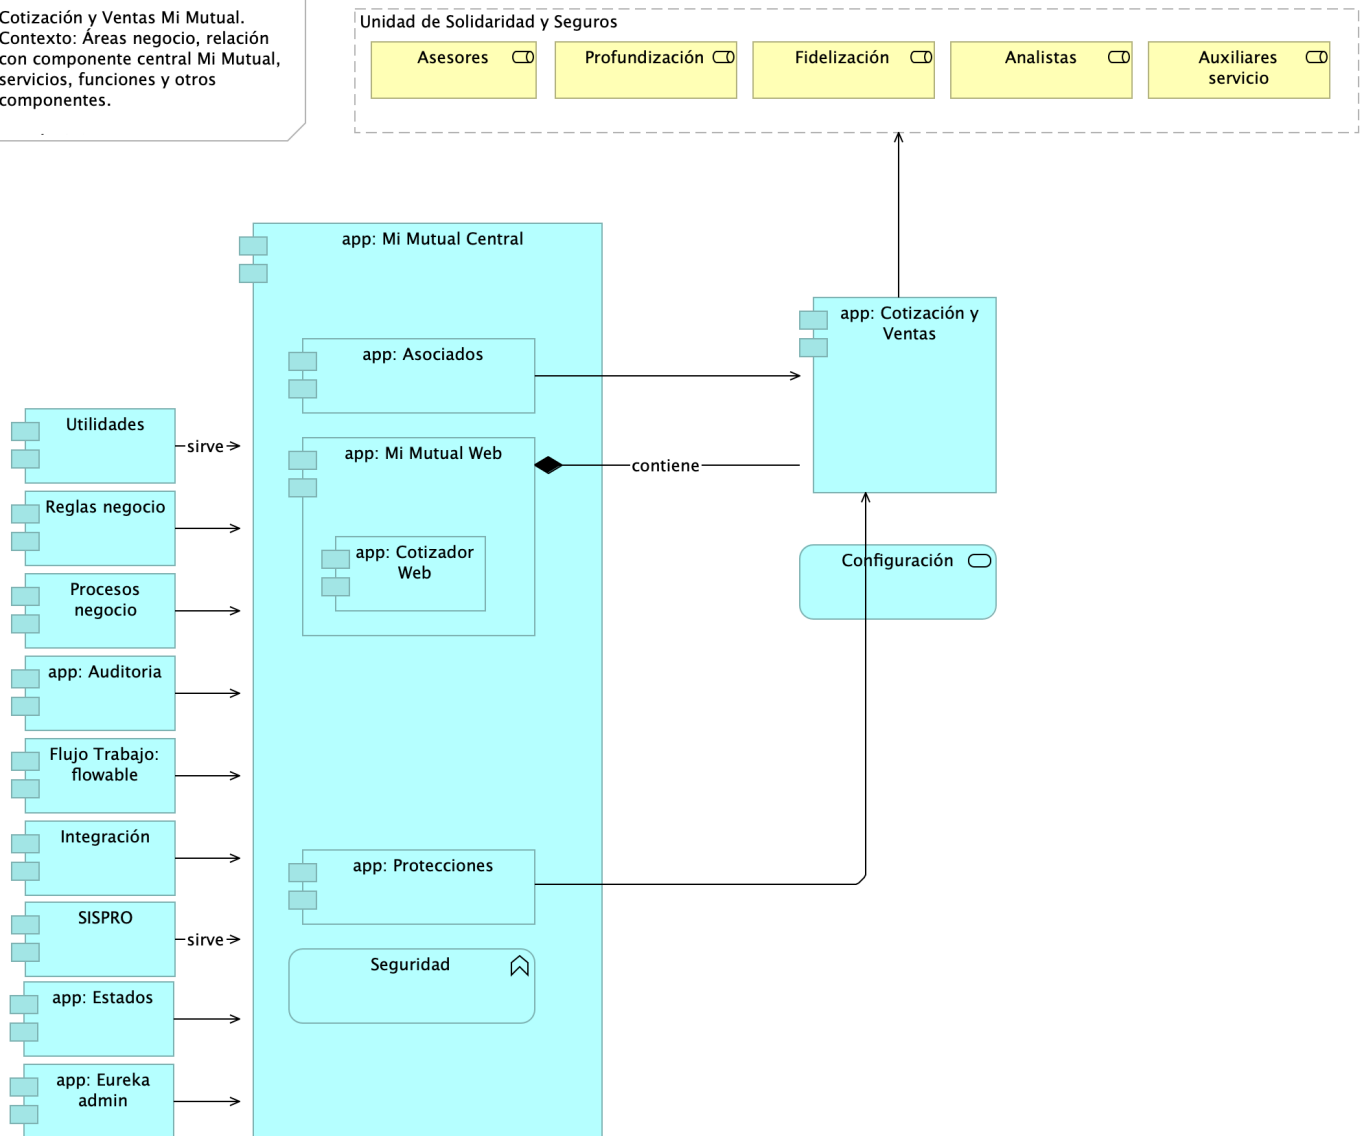 Cotización y Ventas Mi Mutual.
Contexto: Áreas negocio, relación
con componente central Mi Mutual,
servicios, funciones y otros
componentes.
Unidad de Solidaridad y Seguros
Asesores
Profundización
Fidelización
Analistas
Auxiliares
servicio
app: Mi Mutual Central
app: Cotización y
Ventas
app: Asociados
Utilidades
sirve
app: Mi Mutual Web
contiene
Reglas negocio
app: Cotizador
Web
Configuración
Procesos
negocio
app: Auditoria
Flujo Trabajo:
flowable
Integración
app: Protecciones
SISPRO
sirve
Seguridad
app: Estados
app: Eureka
admin